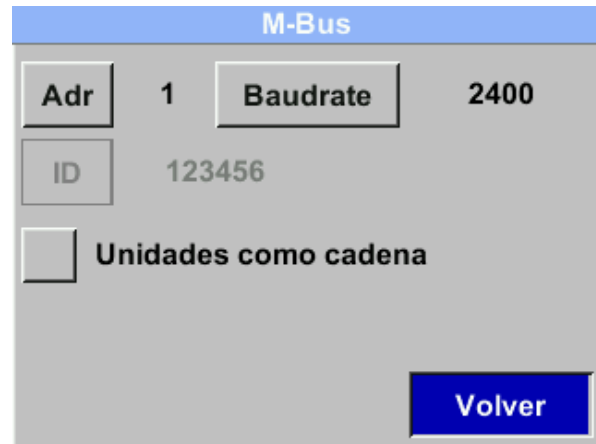 M-Bus
Adr 1 Baudrate 2400
ID 123456
Unidades como cadena
Volver